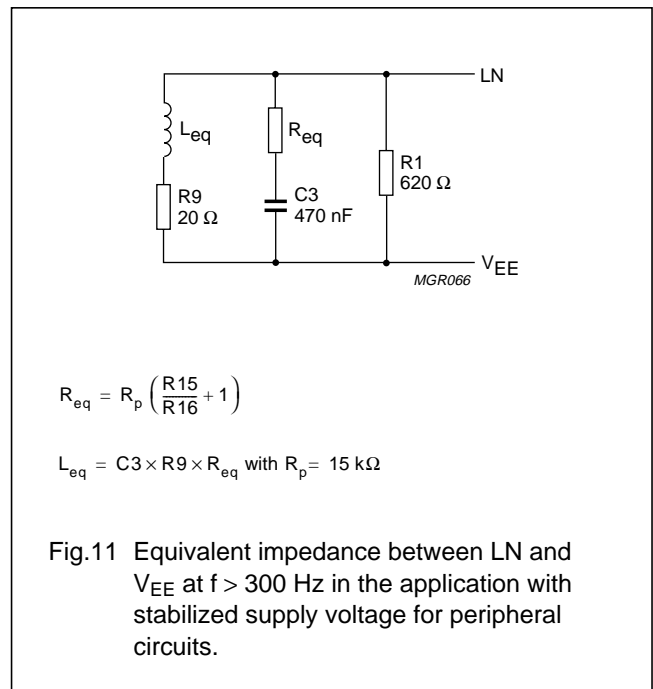 LN
L_eq
R_eq
R1
620 Ω
R9
20 Ω
C3
470 nF
V_EE
MGR066
R_eq = R_p (R15/R16 + 1)
L_eq = C3 × R9 × R_eq with R_p = 15 kΩ
Fig.11 Equivalent impedance between LN and
V_EE at f > 300 Hz in the application with
stabilized supply voltage for peripheral
circuits.